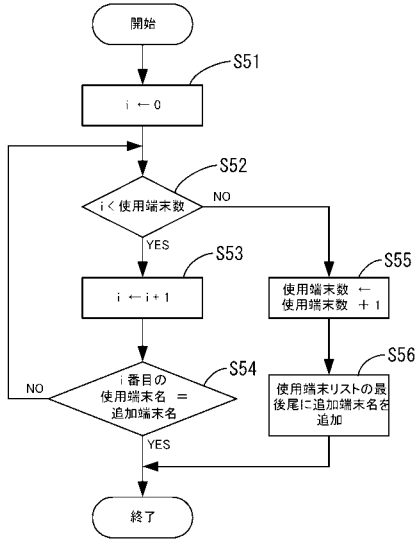 開始
S51
i ← 0
S52
i < 使用端末数
NO
YES
S53
i ← i + 1
S55
使用端末数 ←
使用端末数 + 1
S54
i 番目の
使用端末名 =
追加端末名
NO
YES
S56
使用端末リストの最
後尾に追加端末名を
追加
終了